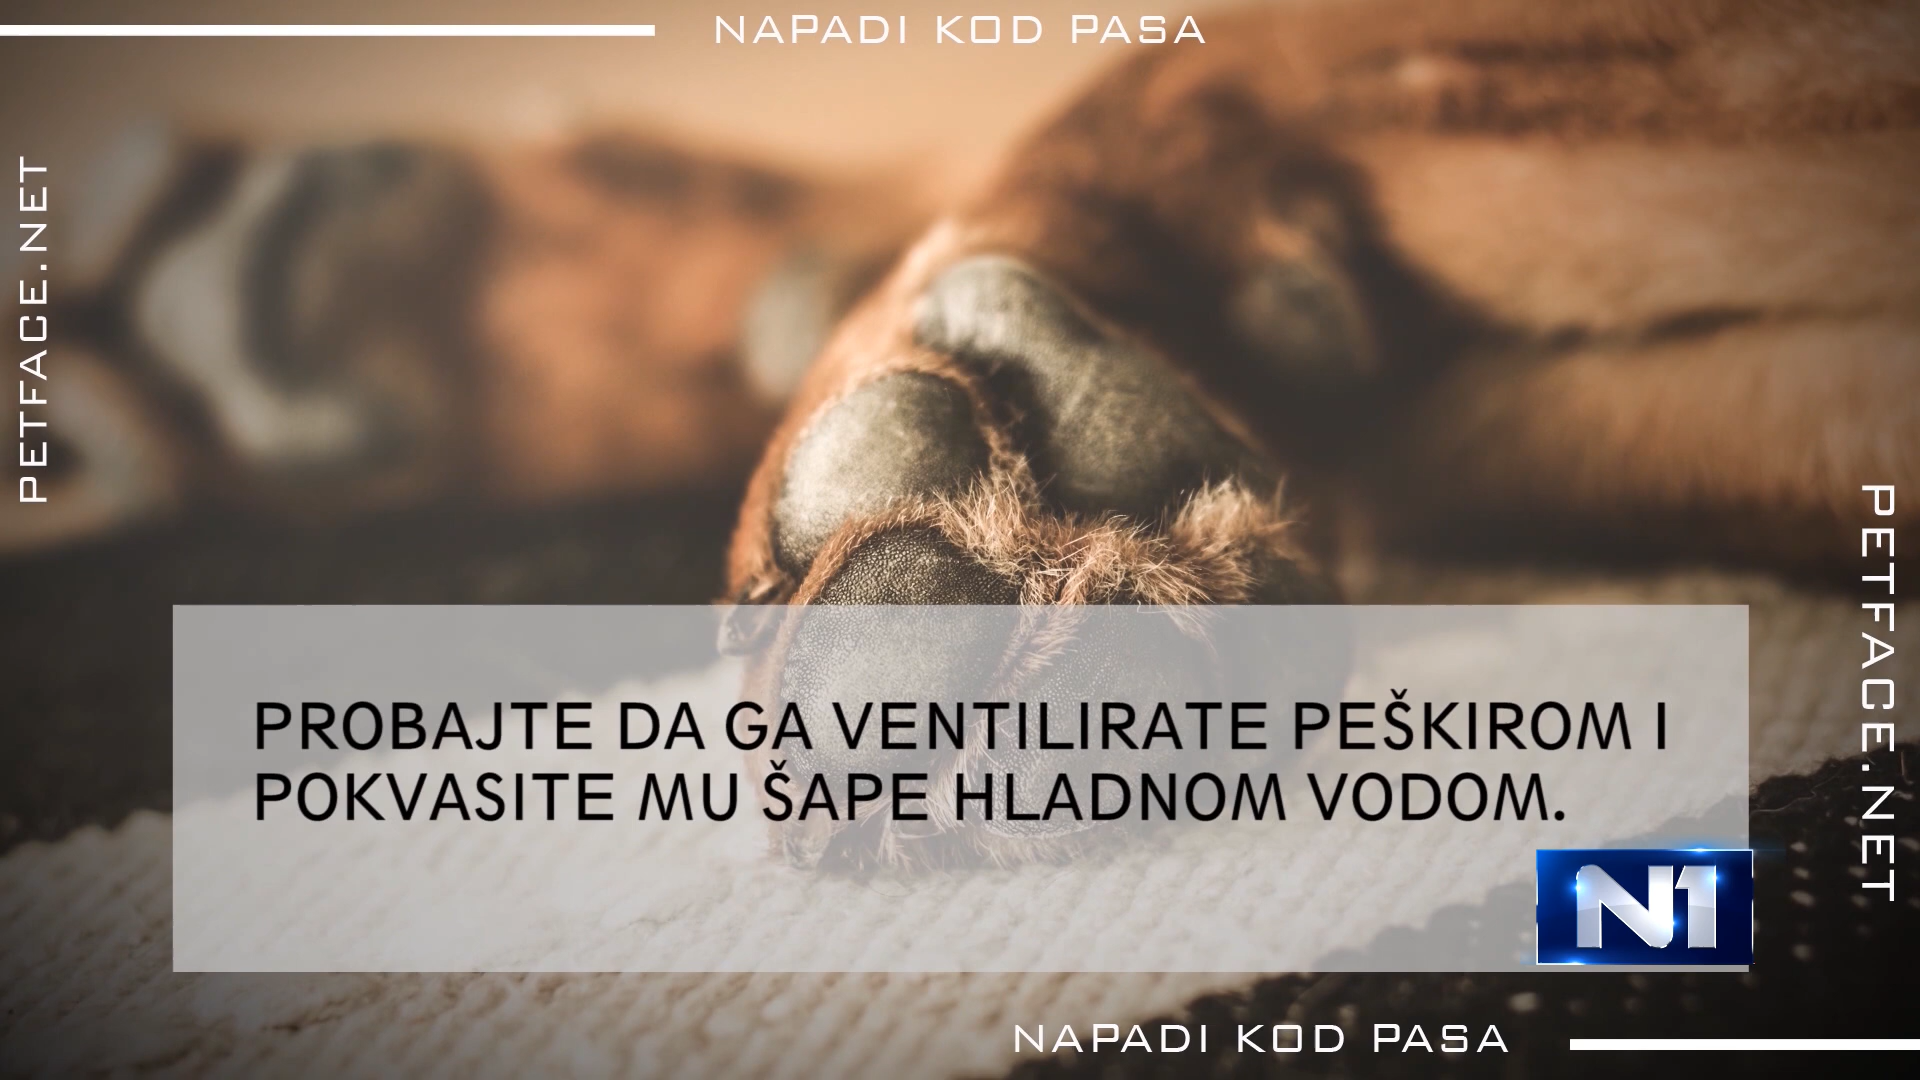 NAPADI KOD PASA
PETFACE.NET
PETFACE.NET
PROBAJTE DA GA VENTILIRATE PEŠKIROM I
POKVASITE MU ŠAPE HLADNOM VODOM.
N1
NAPADI KOD PASA